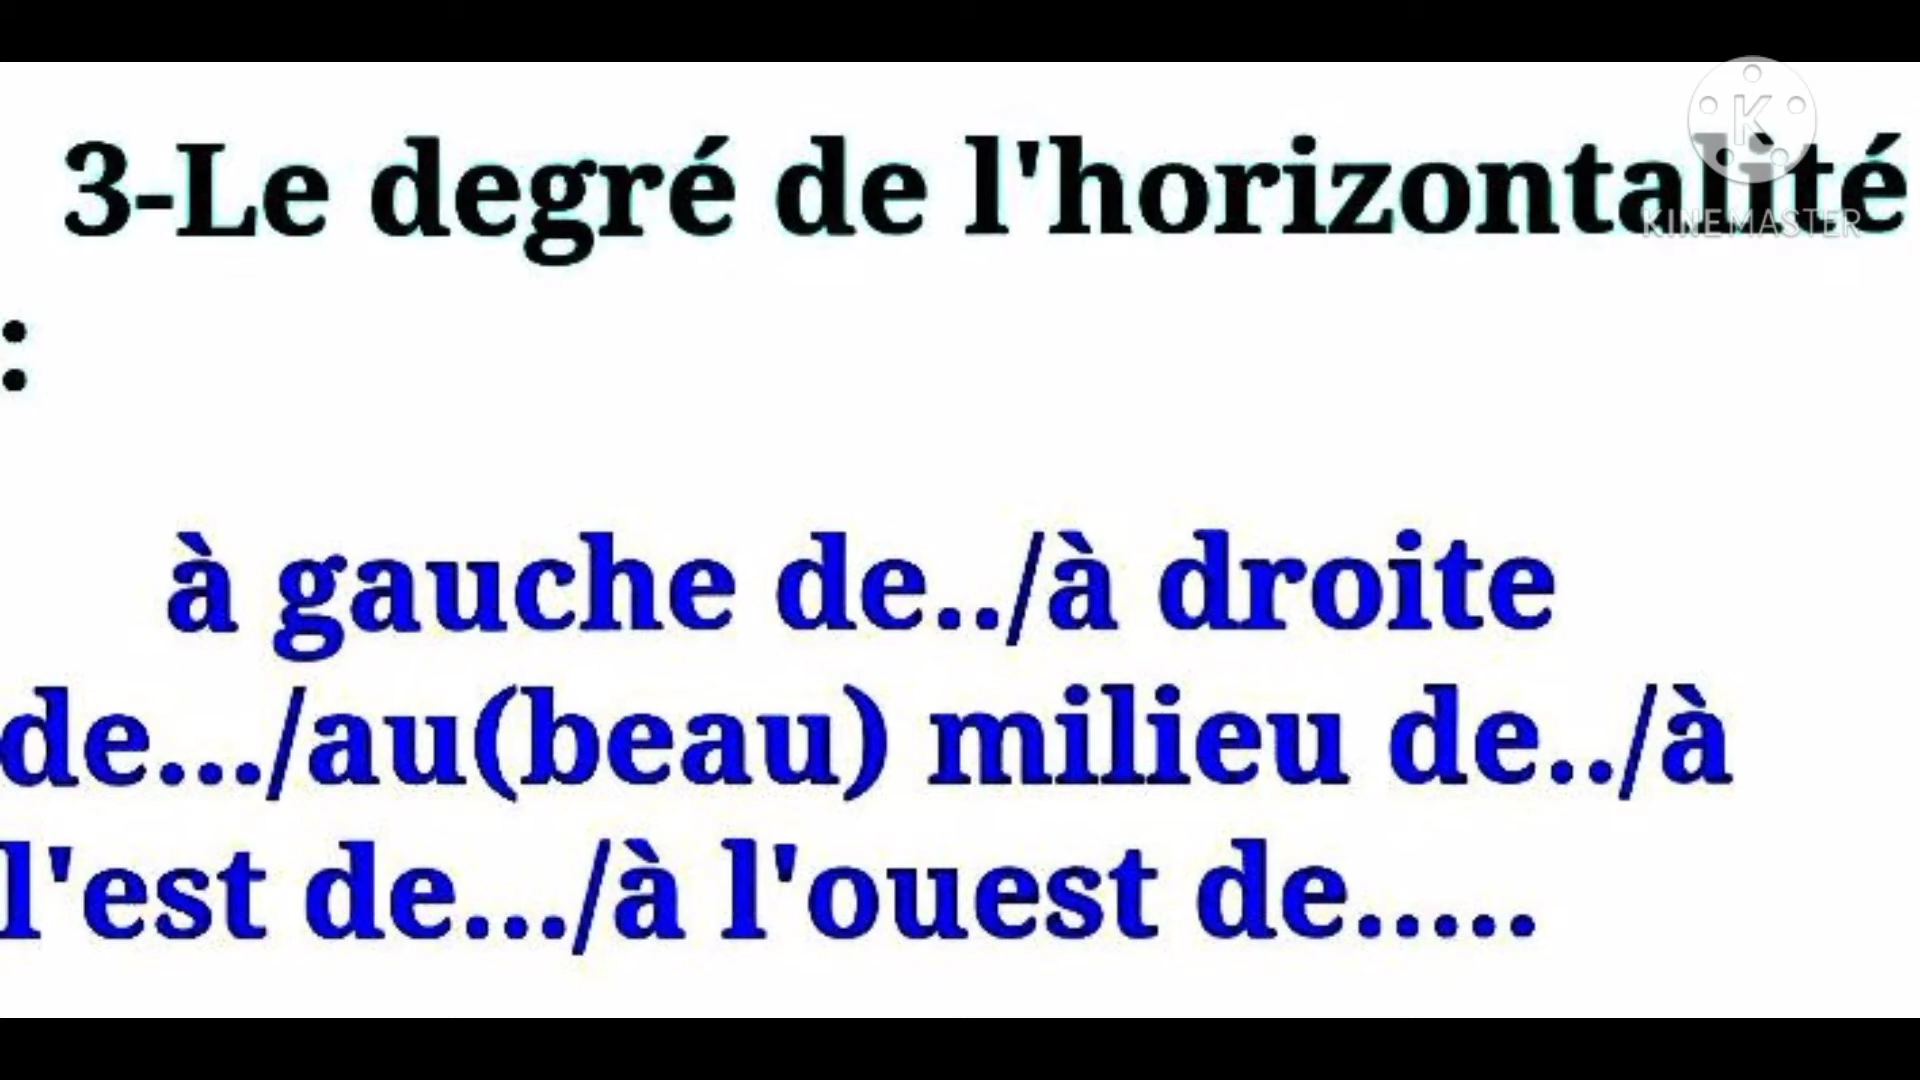 3-Le degré de l'horizontalité
:
à gauche de../à droite
de.../au(beau) milieu de../à
l'est de.../à l'ouest de.....
K
KINEMASTER